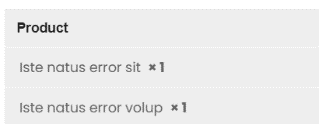 Product
Iste natus error sit × 1
Iste natus error volup × 1